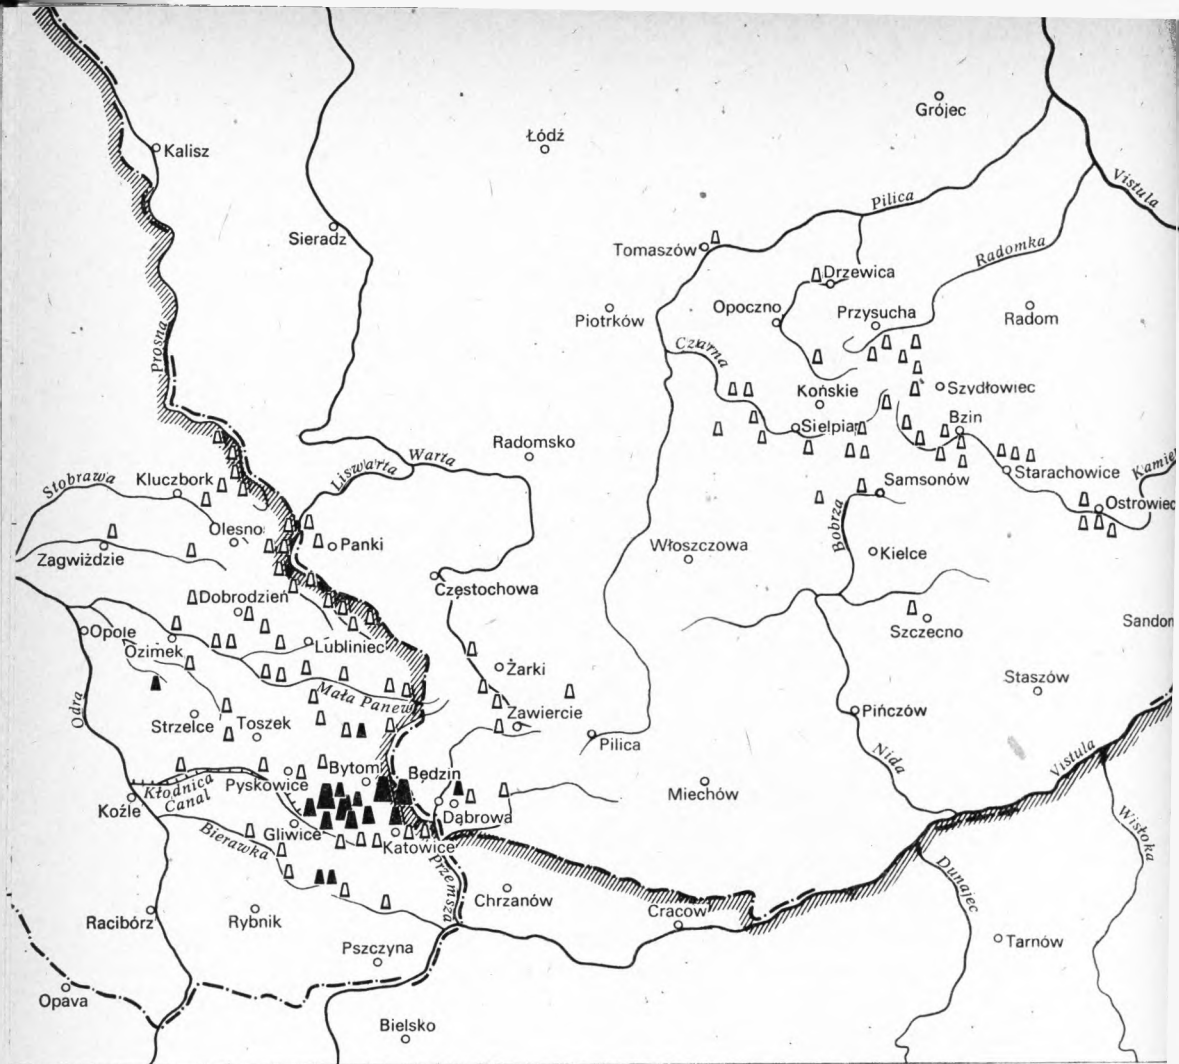 Grójec
Łódź
Kalisz
Vistula
Pilica
Sieradz
Tomaszów
Radomka
Drzewica
Piotrków
Opoczno
Przysucha
Radom
Prosna
Czarna
Końskie
Szydłowiec
Bzin
Sielpia
Radomsko
Warta
Liswarta
Starachowice
Kluczbork
Stobrawa
Samsonów
Ostrowiec
Olesno
Panki
Bobrza
Włoszczowa
Kielce
Zagwiżdzie
Częstochowa
Dobrodzień
Opole
Ozimek
Lubliniec
Szczecno
Żarki
Staszów
Mała Panew
Odra
Strzelce
Toszek
Zawiercie
Pińczów
Pilica
Nida
Vistula
Bytom
Będzin
Pyskowice
Kłodnica
Canal
Miechów
Koźle
Dąbrowa
Gliwice
Bierawka
Katowice
Wisłoka
Przemsza
Dunajec
Chrzanów
Racibórz
Rybnik
Cracow
Tarnów
Pszczyna
Opava
Bielsko